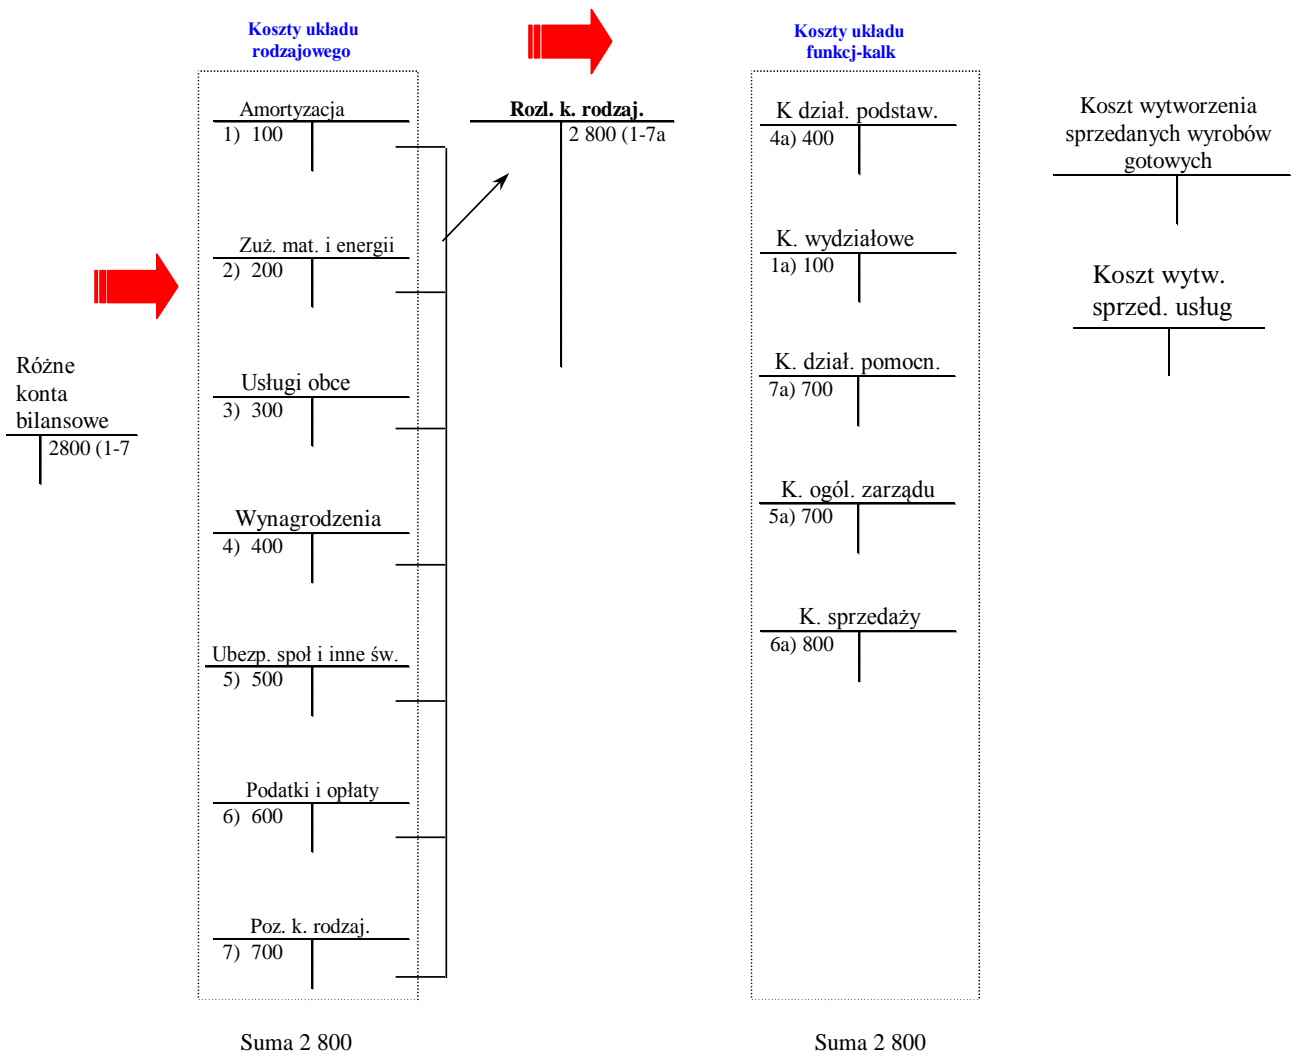 Koszty układu
rodzajowego
Koszty układu
funkcj-kalk
Amortyzacja
1) 100
Rozl. k. rodzaj.
2 800 (1-7a
K dział. podstaw.
4a) 400
Koszt wytworzenia
sprzedanych wyrobów
gotowych
Zuż. mat. i energii
2) 200
K. wydziałowe
1a) 100
Koszt wytw.
sprzed. usług
Różne
konta
bilansowe
2800 (1-7
Usługi obce
3) 300
K. dział. pomocn.
7a) 700
Wynagrodzenia
4) 400
K. ogól. zarządu
5a) 700
Ubezp. społ i inne św.
5) 500
K. sprzedaży
6a) 800
Podatki i opłaty
6) 600
Poz. k. rodzaj.
7) 700
Suma 2 800
Suma 2 800